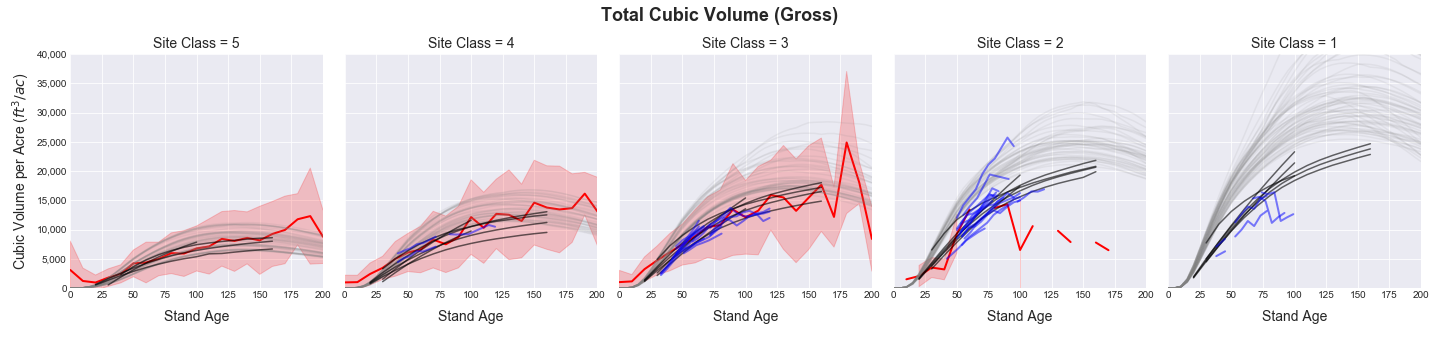 Total Cubic Volume (Gross)
Site Class = 5 Site Class = 4 Site Class = 3 Site Class = 2 Site Class = 1
Cubic Volume per Acre (ft³/ac)
40,000
35,000
30,000
25,000
20,000
15,000
10,000
5,000
0
0 25 50 75 100 125 150 175 200 0 25 50 75 100 125 150 175 200 0 25 50 75 100 125 150 175 200 0 25 50 75 100 125 150 175 200 0 25 50 75 100 125 150 175 200
Stand Age Stand Age Stand Age Stand Age Stand Age